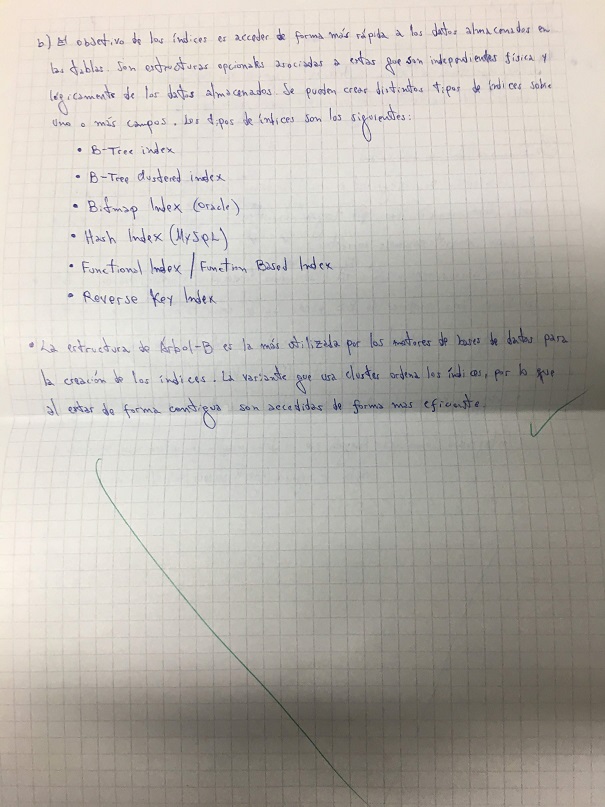 b) El objetivo de los índices es acceder de forma más rápida a los datos almacenados en
las tablas. Son estructuras opcionales asociadas a estas que son independientes física y
lógicamente de los datos almacenados. Se pueden crear distintos tipos de índices sobre
uno o más campos. Los tipos de índices son los siguientes:
• B-Tree index
• B-Tree clustered index
• Bitmap Index (Oracle)
• Hash Index (MySQL)
• Functional Index / Function Based Index
• Reverse Key Index
• La estructura de Árbol-B es la más utilizada por los motores de bases de datos para
la creación de los índices. La variante que usa cluster ordena los índices, por lo que
al estar de forma contigua son accedidas de forma mas eficiente.